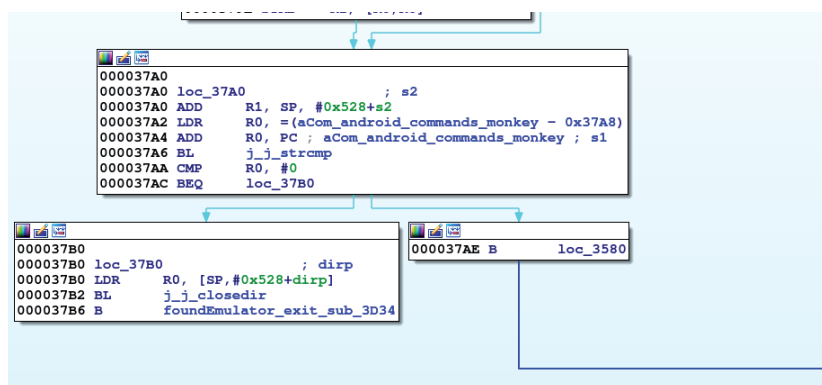 000037A0
000037A0 loc_37A0 ; s2
000037A0 ADD R1, SP, #0x528+s2
000037A2 LDR R0, =(aCom_android_commands_monkey - 0x37A8)
000037A4 ADD R0, PC ; aCom_android_commands_monkey ; s1
000037A6 BL j_j_strcmp
000037AA CMP R0, #0
000037AC BEQ loc_37B0
000037B0
000037B0 loc_37B0 ; dirp
000037B0 LDR R0, [SP,#0x528+dirp]
000037B2 BL j_j_closedir
000037B6 B foundEmulator_exit_sub_3D34
000037AE B loc_3580